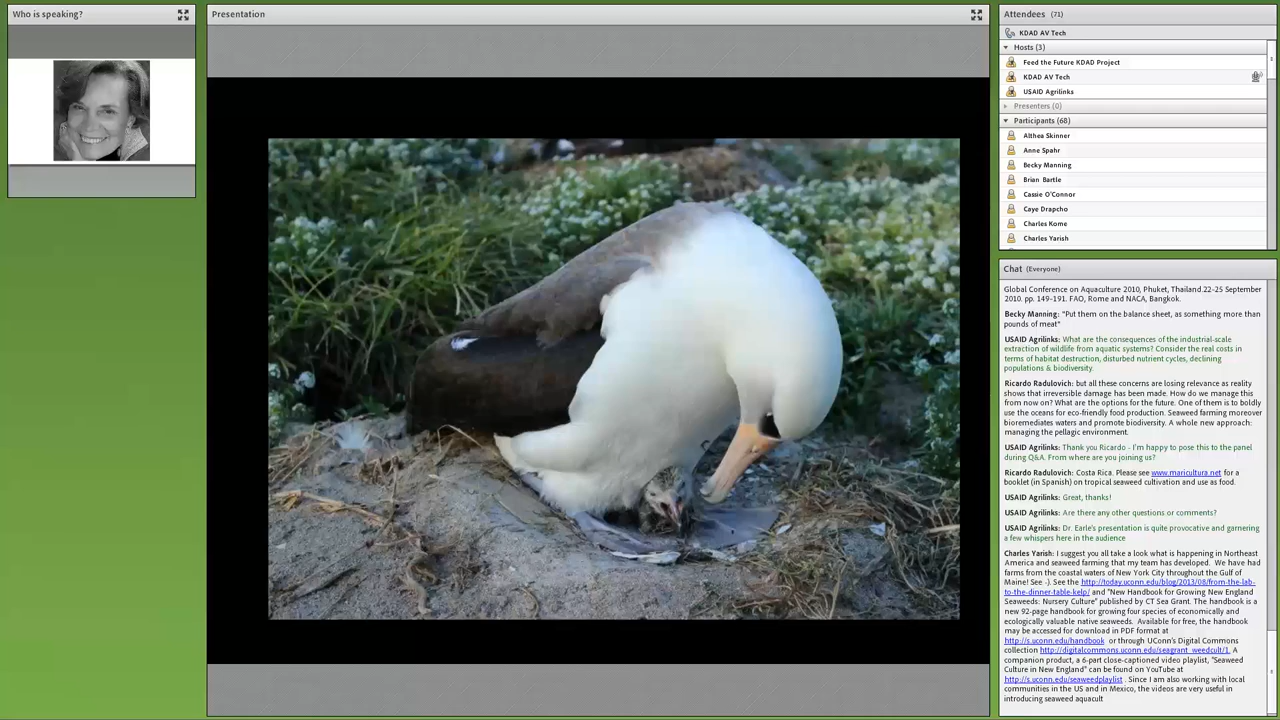 Who is speaking?
Presentation
Attendees (71)
KDAD AV Tech
Hosts (3)
Feed the Future KDAD Project
KDAD AV Tech
USAID Agrilinks
Presenters (0)
Participants (68)
Althea Skinner
Anne Spahr
Becky Manning
Brian Bartle
Cassie O'Connor
Caye Drapcho
Charles Kome
Charles Yarish
Chat (Everyone)
Global Conference on Aquaculture 2010, Phuket, Thailand.22-25 September
2010. pp. 149-191. FAO, Rome and NACA, Bangkok.
Becky Manning: "Put them on the balance sheet, as something more than
pounds of meat"
USAID Agrilinks: What are the consequences of the industrial-scale
extraction of wildlife from aquatic systems? Consider the real costs in
terms of habitat destruction, disturbed nutrient cycles, declining
populations & biodiversity.
Ricardo Radulovich: but all these concerns are losing relevance as reality
shows that irreversible damage has been made. How do we manage this
from now on? What are the options for the future. One of them is to boldly
use the oceans for eco-friendly food production. Seaweed farming moreover
bioremediates waters and promote biodiversity. A whole new approach:
managing the pellagic environment.
USAID Agrilinks: Thank you Ricardo - I'm happy to pose this to the panel
during Q&A. From where are you joining us?
Ricardo Radulovich: Costa Rica. Please see www.maricultura.net for a
booklet (in Spanish) on tropical seaweed cultivation and use as food.
USAID Agrilinks: Great, thanks!
USAID Agrilinks: Are there any other questions or comments?
USAID Agrilinks: Dr. Earle's presentation is quite provocative and garnering
a few whispers here in the audience
Charles Yarish: I suggest you all take a look what is happening in Northeast
America and seaweed farming that my team has developed. We have had
farms from the coastal waters of New York City throughout the Gulf of
Maine! See -). See the http://today.uconn.edu/blog/2013/08/from-the-lab-
to-the-dinner-table-kelp/ and "New Handbook for Growing New England
Seaweeds: Nursery Culture" published by CT Sea Grant. The handbook is a
new 92-page handbook for growing four species of economically and
ecologically valuable native seaweeds. Available for free, the handbook
may be accessed for download in PDF format at
http://s.uconn.edu/handbook or through UConn's Digital Commons
collection http://digitalcommons.uconn.edu/seagrant_weedcult/1. A
companion product, a 6-part close-captioned video playlist, "Seaweed
Culture in New England" can be found on YouTube at
http://s.uconn.edu/seaweedplaylist . Since I am also working with local
communities in the US and in Mexico, the videos are very useful in
introducing seaweed aquacult